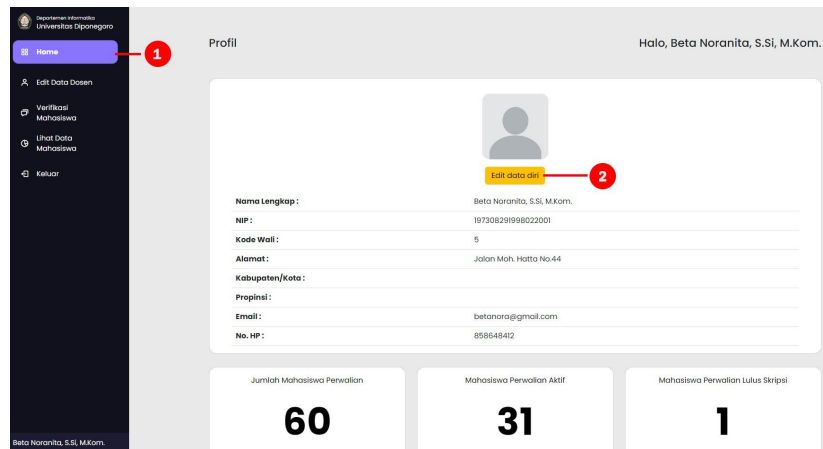 Departemen Informatika
Universitas Diponegoro
Home
1
Edit Data Dosen
Verifikasi
Mahasiswa
Lihat Data
Mahasiswa
Keluar
Beta Noranita, S.Si, M.Kom.
Profil
Halo, Beta Noranita, S.Si, M.Kom.
Edit data diri
2
Nama Lengkap : Beta Noranita, S.Si, M.Kom.
NIP : 197308291998022001
Kode Wali : 5
Alamat : Jalan Moh. Hatta No.44
Kabupaten/Kota :
Propinsi :
Email : betanora@gmail.com
No. HP : 858648412
Jumlah Mahasiswa Perwalian
60
Mahasiswa Perwalian Aktif
31
Mahasiswa Perwalian Lulus Skripsi
1